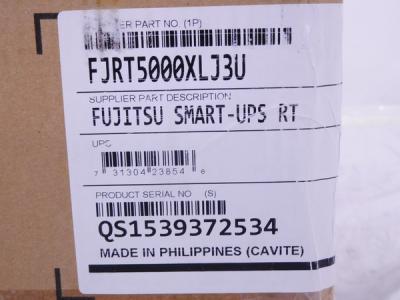 ER PART NO. (1P)
FJRT5000XLJ3U
SUPPLIER PART DESCRIPTION
FUJITSU SMART-UPS RT
UPC
7 31304 23854 6
PRODUCT SERIAL NO (S)
QS1539372534
MADE IN PHILIPPINES (CAVITE)